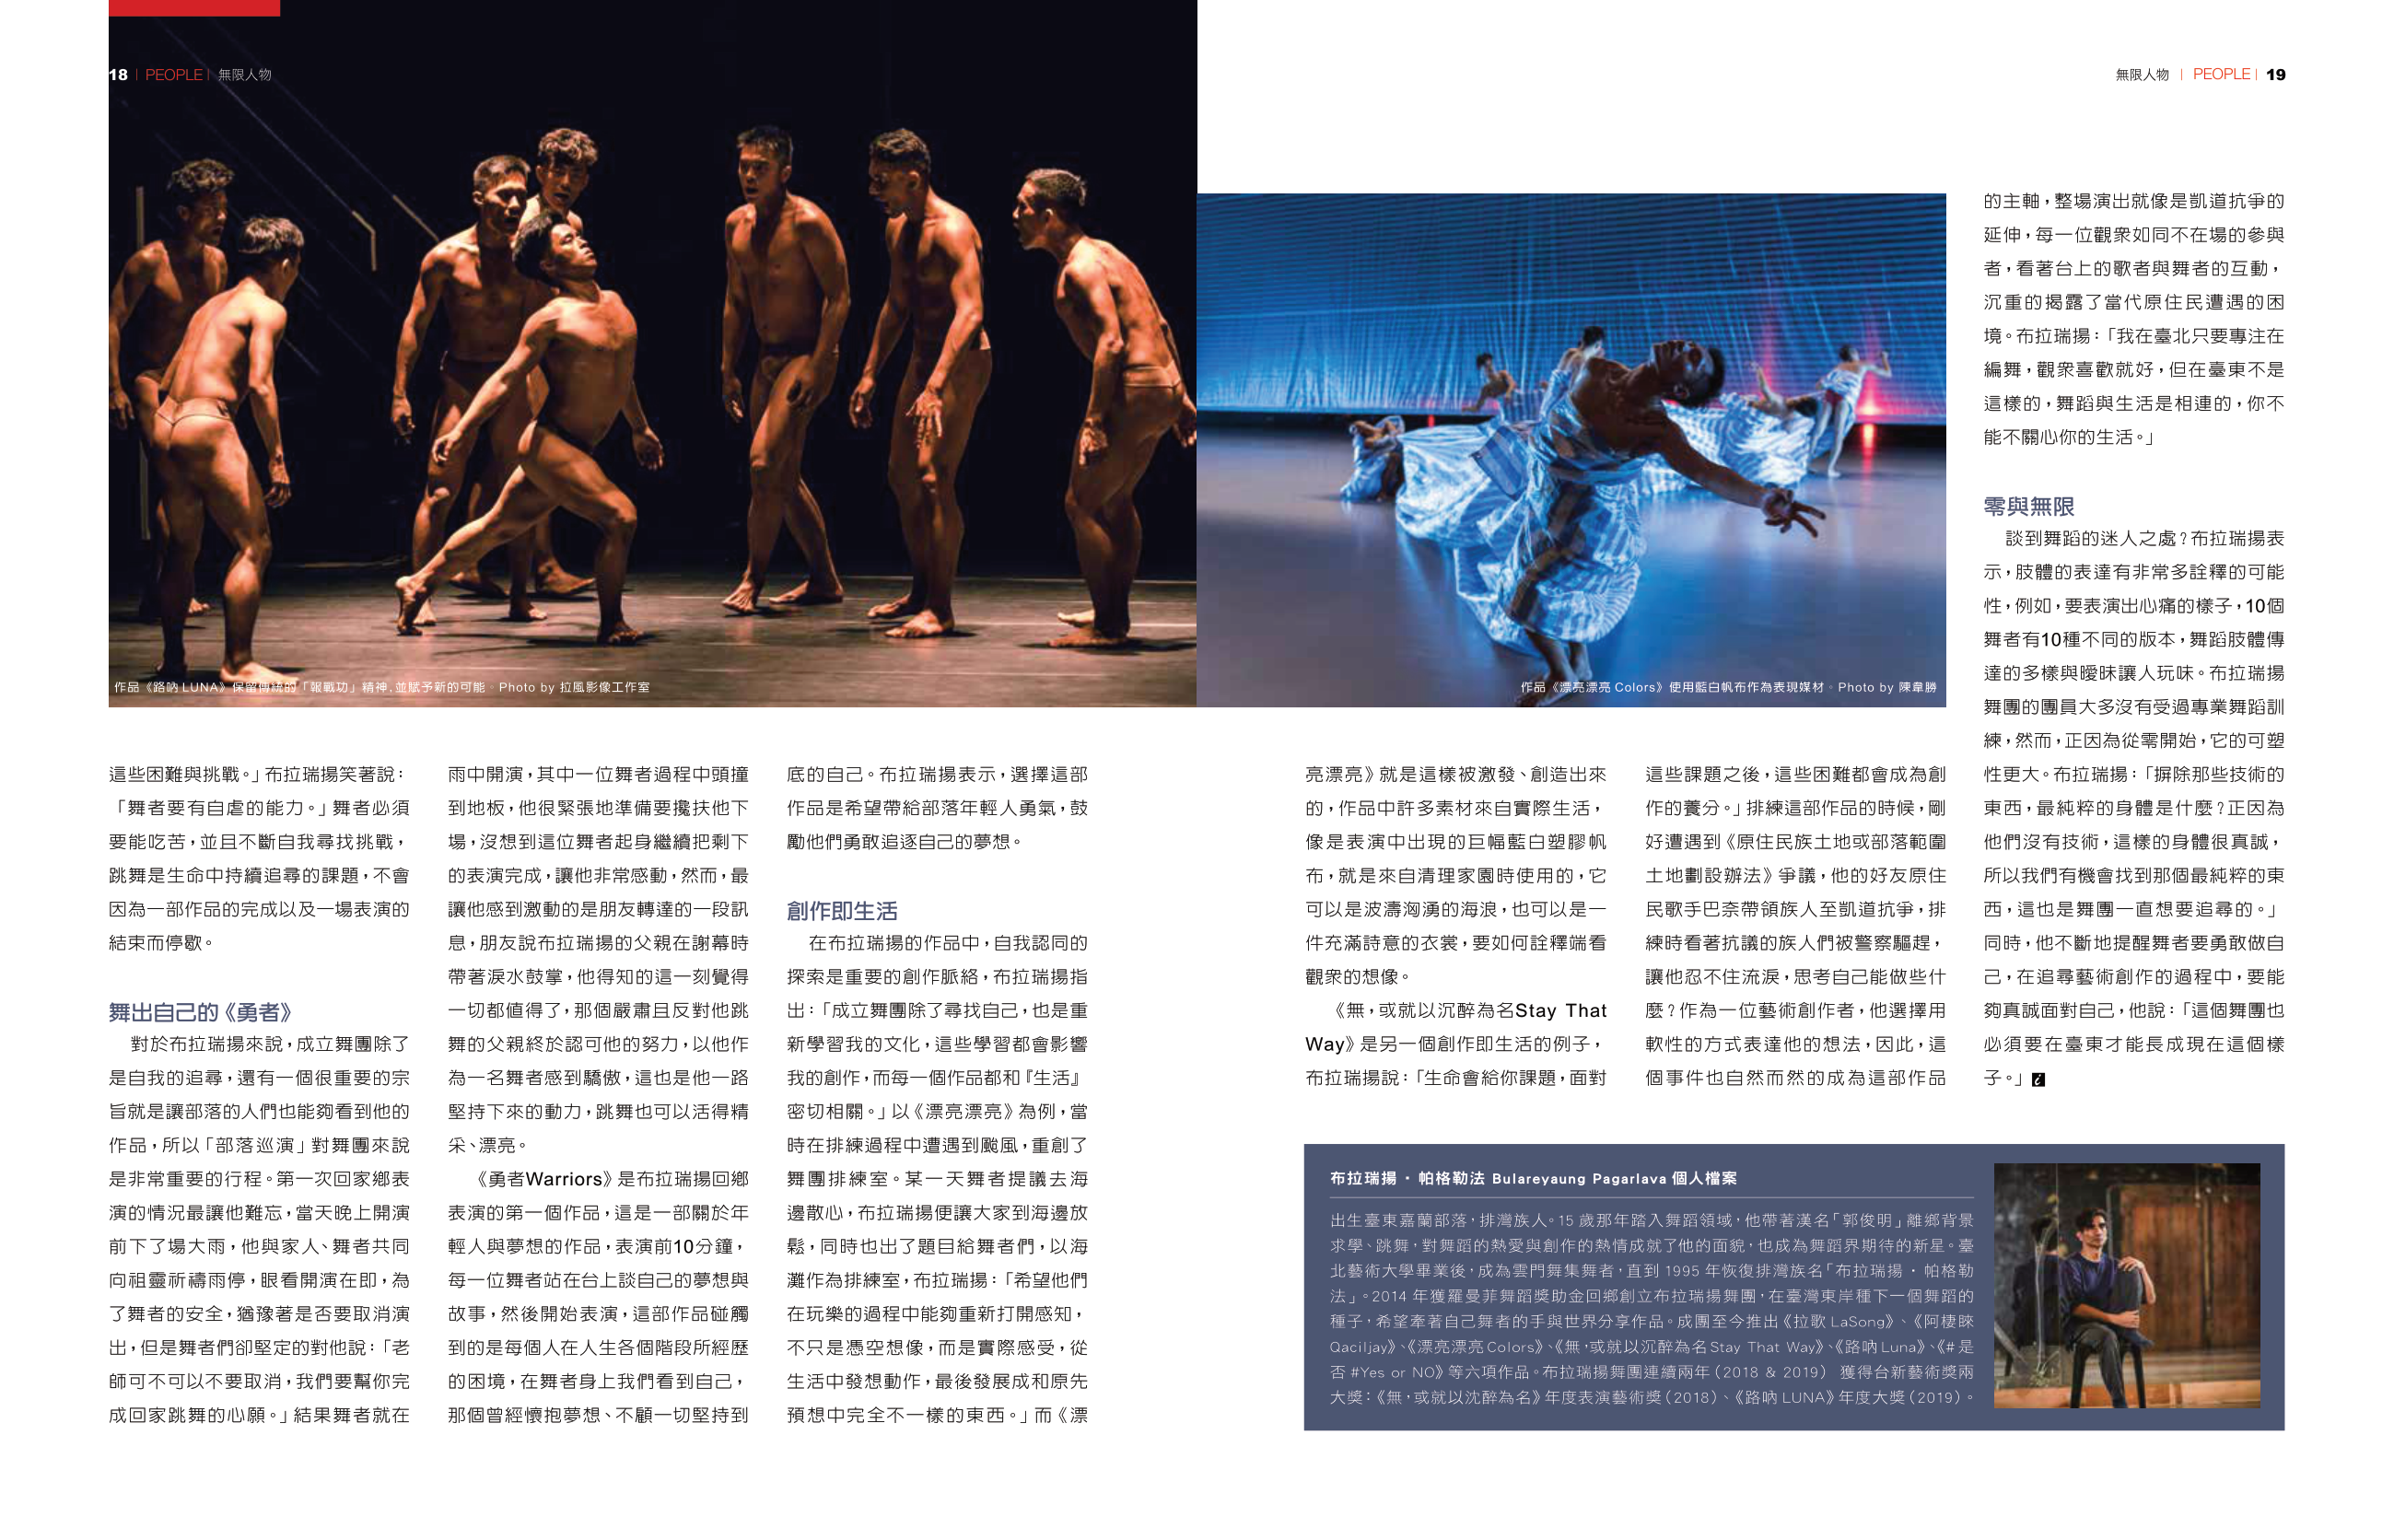 18 | PEOPLE | 無限人物
無限人物 | PEOPLE | 19
作品《路吶 LUNA》保留傳統的「報戰功」精神,並賦予新的可能。Photo by 拉風影像工作室
作品《漂亮漂亮 Colors》使用藍白帆布作為表現媒材。Photo by 陳韋勝
這些困難與挑戰。」布拉瑞揚笑著說：
「舞者要有自虐的能力。」舞者必須
要能吃苦，並且不斷自我尋找挑戰，
跳舞是生命中持續追尋的課題，不會
因為一部作品的完成以及一場表演的
結束而停歇。
舞出自己的《勇者》
對於布拉瑞揚來說，成立舞團除了
是自我的追尋，還有一個很重要的宗
旨就是讓部落的人們也能夠看到他的
作品，所以「部落巡演」對舞團來說
是非常重要的行程。第一次回家鄉表
演的情況最讓他難忘，當天晚上開演
前下了場大雨，他與家人、舞者共同
向祖靈祈禱雨停，眼看開演在即，為
了舞者的安全，猶豫著是否要取消演
出，但是舞者們卻堅定的對他說：「老
師可不可以不要取消，我們要幫你完
成回家跳舞的心願。」結果舞者就在
雨中開演，其中一位舞者過程中頭撞
到地板，他很緊張地準備要攙扶他下
場，沒想到這位舞者起身繼續把剩下
的表演完成，讓他非常感動，然而，最
讓他感到激動的是朋友轉達的一段訊
息，朋友說布拉瑞揚的父親在謝幕時
帶著淚水鼓掌，他得知的這一刻覺得
一切都值得了，那個嚴肅且反對他跳
舞的父親終於認可他的努力，以他作
為一名舞者感到驕傲，這也是他一路
堅持下來的動力，跳舞也可以活得精
采、漂亮。
《勇者Warriors》是布拉瑞揚回鄉
表演的第一個作品，這是一部關於年
輕人與夢想的作品，表演前10分鐘，
每一位舞者站在台上談自己的夢想與
故事，然後開始表演，這部作品碰觸
到的是每個人在人生各個階段所經歷
的困境，在舞者身上我們看到自己，
那個曾經懷抱夢想、不顧一切堅持到
底的自己。布拉瑞揚表示，選擇這部
作品是希望帶給部落年輕人勇氣，鼓
勵他們勇敢追逐自己的夢想。
創作即生活
在布拉瑞揚的作品中，自我認同的
探索是重要的創作脈絡，布拉瑞揚指
出：「成立舞團除了尋找自己，也是重
新學習我的文化，這些學習都會影響
我的創作，而每一個作品都和『生活』
密切相關。」以《漂亮漂亮》為例，當
時在排練過程中遭遇到颱風，重創了
舞團排練室。某一天舞者提議去海
邊散心，布拉瑞揚便讓大家到海邊放
鬆，同時也出了題目給舞者們，以海
灘作為排練室，布拉瑞揚：「希望他們
在玩樂的過程中能夠重新打開感知，
不只是憑空想像，而是實際感受，從
生活中發想動作，最後發展成和原先
預想中完全不一樣的東西。」而《漂
亮漂亮》就是這樣被激發、創造出來
的，作品中許多素材來自實際生活，
像是表演中出現的巨幅藍白塑膠帆
布，就是來自清理家園時使用的，它
可以是波濤洶湧的海浪，也可以是一
件充滿詩意的衣裳，要如何詮釋端看
觀眾的想像。
《無，或就以沉醉為名Stay That
Way》是另一個創作即生活的例子，
布拉瑞揚說：「生命會給你課題，面對
這些課題之後，這些困難都會成為創
作的養分。」排練這部作品的時候，剛
好遭遇到《原住民族土地或部落範圍
土地劃設辦法》爭議，他的好友原住
民歌手巴奈帶領族人至凱道抗爭，排
練時看著抗議的族人們被警察驅趕，
讓他忍不住流淚，思考自己能做些什
麼？作為一位藝術創作者，他選擇用
軟性的方式表達他的想法，因此，這
個事件也自然而然的成為這部作品
的主軸，整場演出就像是凱道抗爭的
延伸，每一位觀眾如同不在場的參與
者，看著台上的歌者與舞者的互動，
沉重的揭露了當代原住民遭遇的困
境。布拉瑞揚：「我在臺北只要專注在
編舞，觀眾喜歡就好，但在臺東不是
這樣的，舞蹈與生活是相連的，你不
能不關心你的生活。」
零與無限
談到舞蹈的迷人之處？布拉瑞揚表
示，肢體的表達有非常多詮釋的可能
性，例如，要表演出心痛的樣子，10個
舞者有10種不同的版本，舞蹈肢體傳
達的多樣與曖昧讓人玩味。布拉瑞揚
舞團的團員大多沒有受過專業舞蹈訓
練，然而，正因為從零開始，它的可塑
性更大。布拉瑞揚：「摒除那些技術的
東西，最純粹的身體是什麼？正因為
他們沒有技術，這樣的身體很真誠，
所以我們有機會找到那個最純粹的東
西，這也是舞團一直想要追尋的。」
同時，他不斷地提醒舞者要勇敢做自
己，在追尋藝術創作的過程中，要能
夠真誠面對自己，他說：「這個舞團也
必須要在臺東才能長成現在這個樣
子。」i
布拉瑞揚・帕格勒法 Bulareyaung Pagarlava 個人檔案
出生臺東嘉蘭部落，排灣族人。15 歲那年踏入舞蹈領域，他帶著漢名「郭俊明」離鄉背景
求學、跳舞，對舞蹈的熱愛與創作的熱情成就了他的面貌，也成為舞蹈界期待的新星。臺
北藝術大學畢業後，成為雲門舞集舞者，直到 1995 年恢復排灣族名「布拉瑞揚・帕格勒
法」。2014 年獲羅曼菲舞蹈獎助金回鄉創立布拉瑞揚舞團，在臺灣東岸種下一個舞蹈的
種子，希望牽著自己舞者的手與世界分享作品。成團至今推出《拉歌 LaSong》、《阿棲睞
Qaciljay》、《漂亮漂亮 Colors》、《無，或就以沉醉為名 Stay That Way》、《路吶 Luna》、《# 是
否 #Yes or NO》等六項作品。布拉瑞揚舞團連續兩年（2018 & 2019） 獲得台新藝術獎兩
大獎：《無，或就以沈醉為名》年度表演藝術獎（2018）、《路吶 LUNA》年度大獎（2019）。